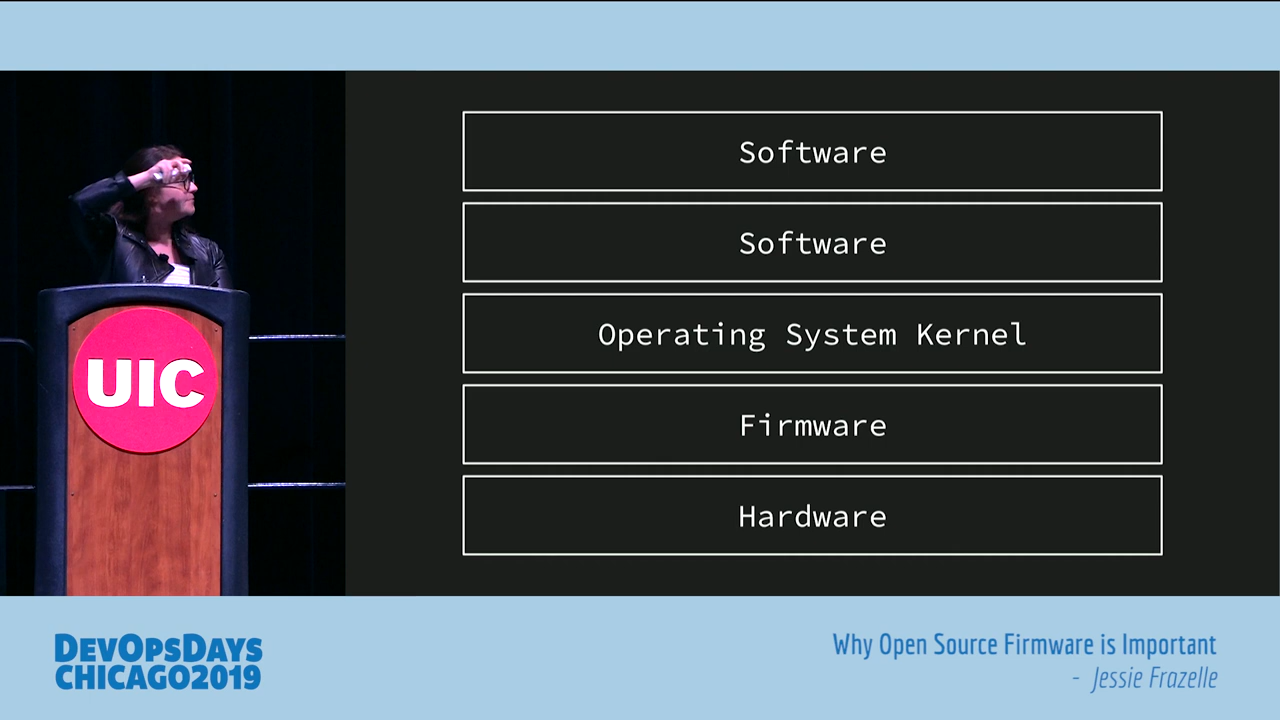 Software
Software
Operating System Kernel
Firmware
Hardware
UIC
DEVOPSDAYS
CHICAGO2019
Why Open Source Firmware is Important
- Jessie Frazelle